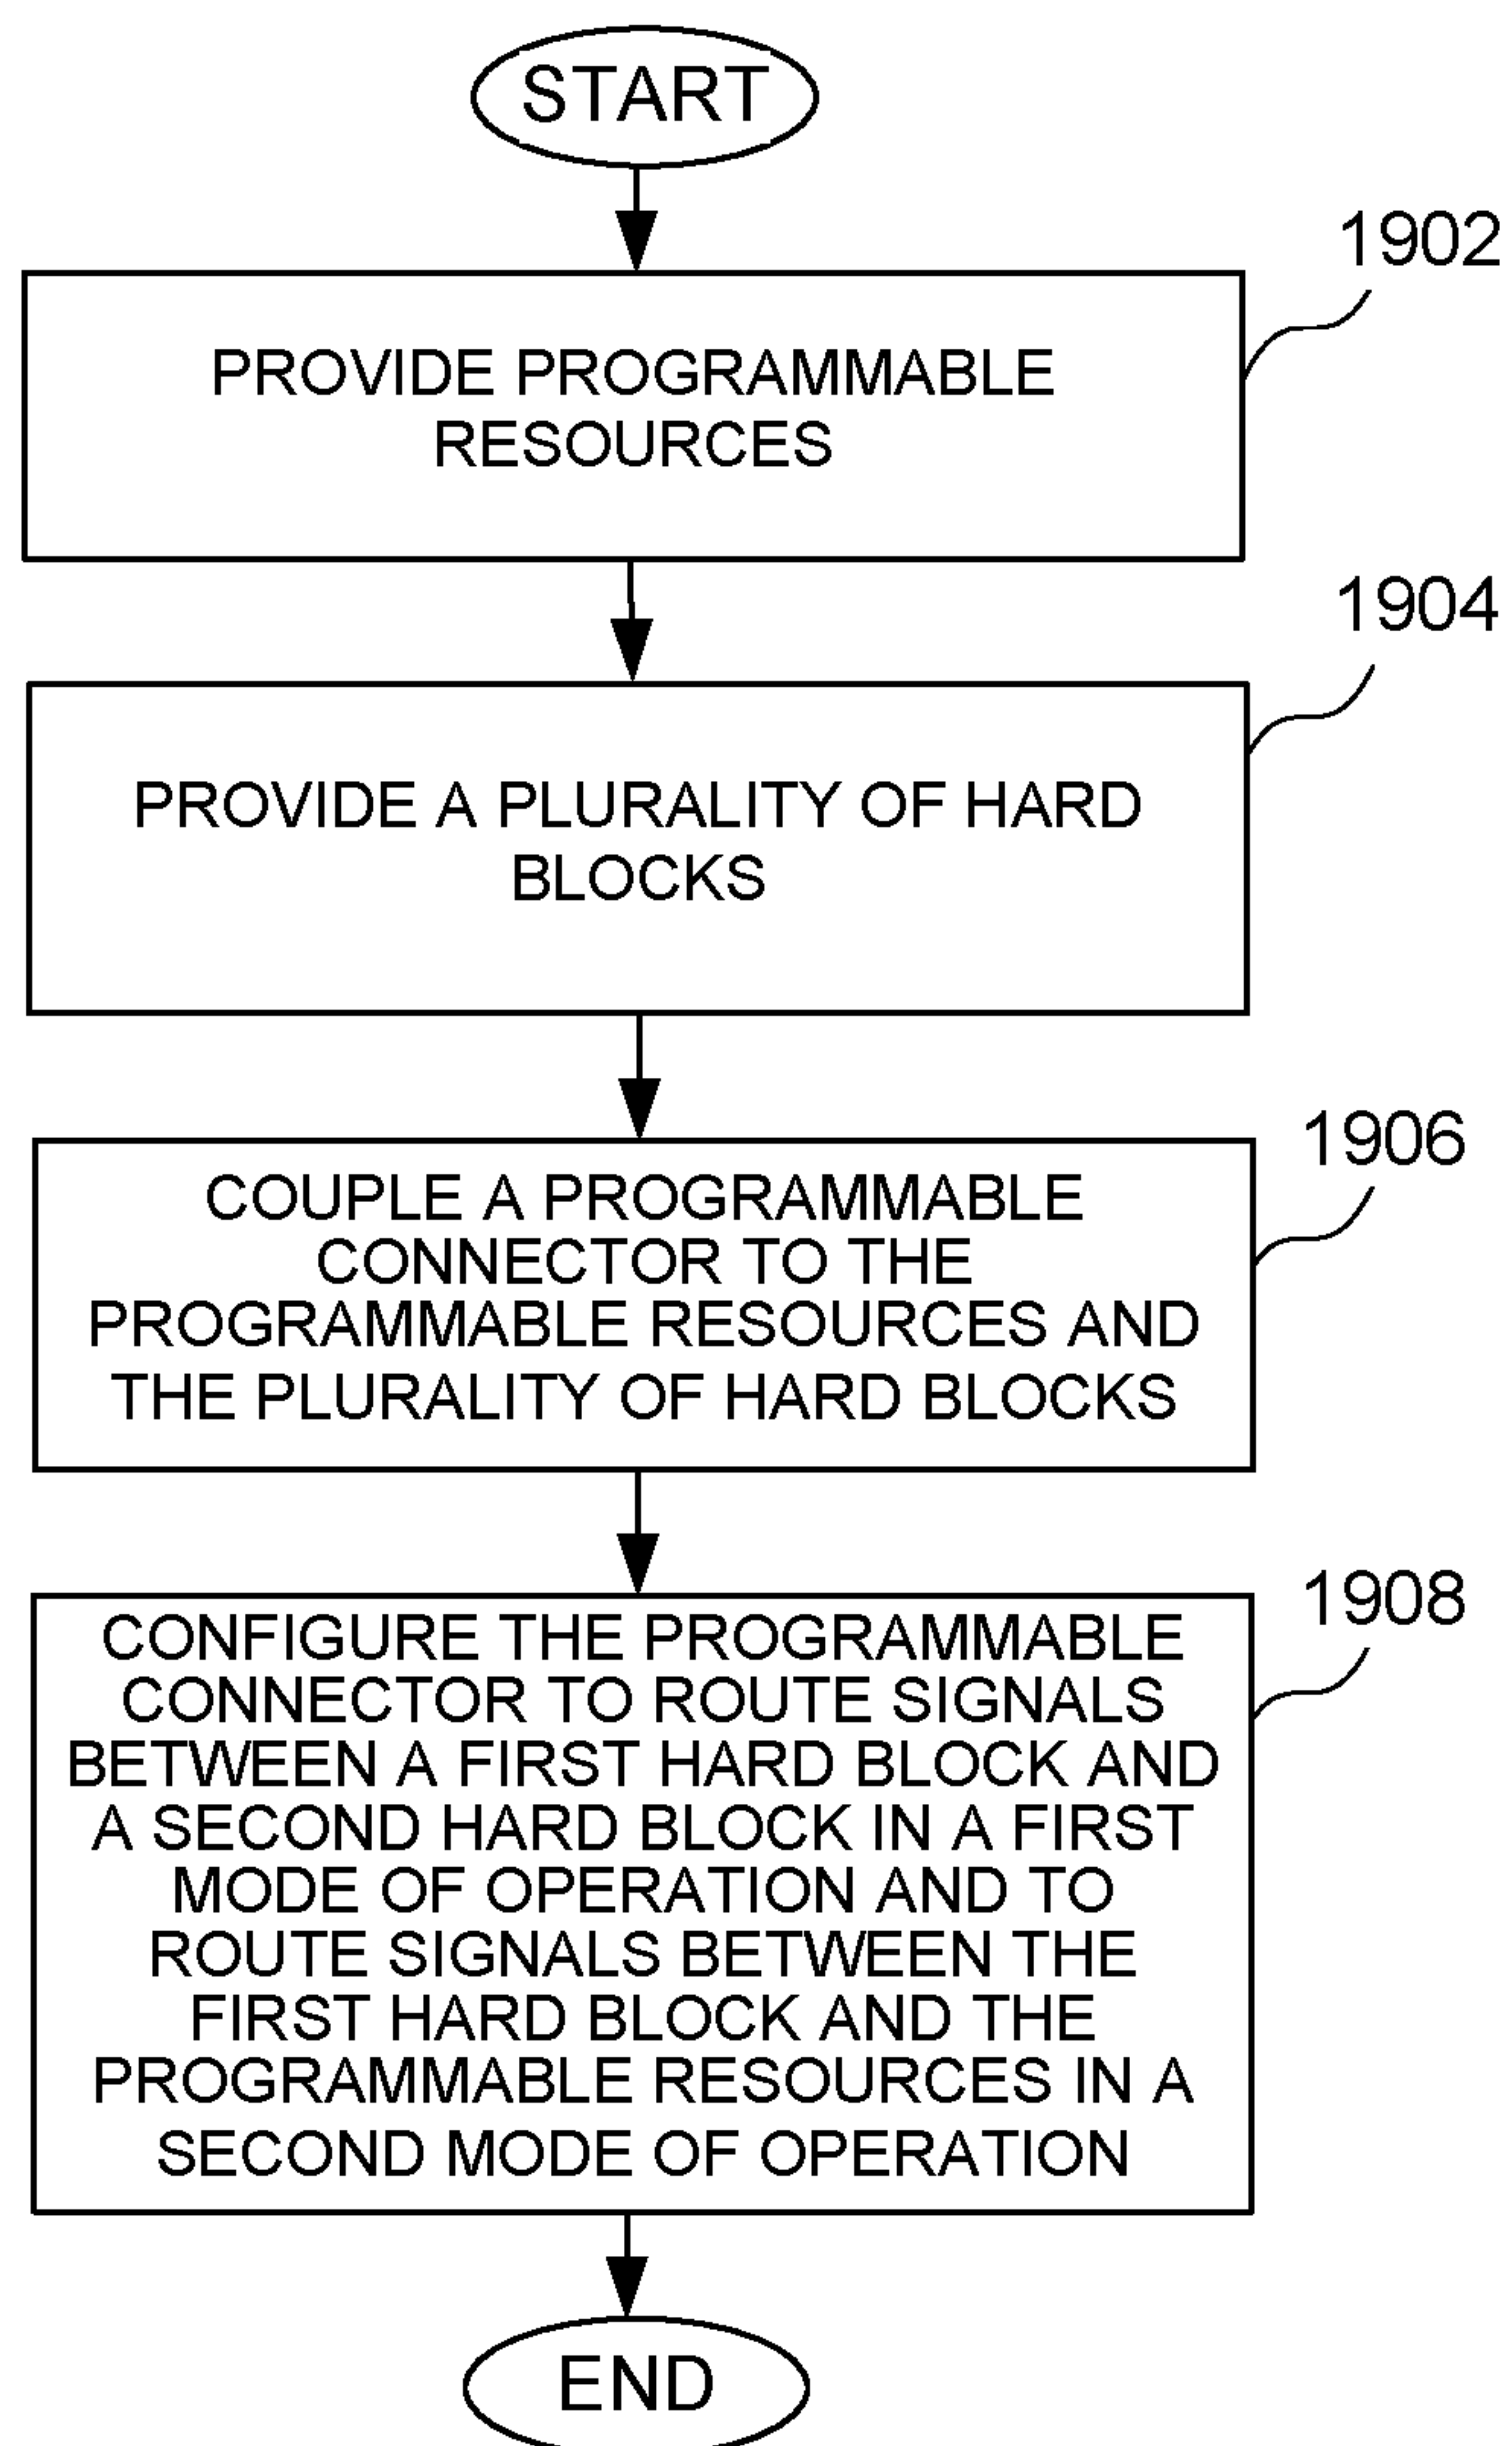 START
1902
PROVIDE PROGRAMMABLE
RESOURCES
1904
PROVIDE A PLURALITY OF HARD
BLOCKS
1906
COUPLE A PROGRAMMABLE
CONNECTOR TO THE
PROGRAMMABLE RESOURCES AND
THE PLURALITY OF HARD BLOCKS
1908
CONFIGURE THE PROGRAMMABLE
CONNECTOR TO ROUTE SIGNALS
BETWEEN A FIRST HARD BLOCK AND
A SECOND HARD BLOCK IN A FIRST
MODE OF OPERATION AND TO
ROUTE SIGNALS BETWEEN THE
FIRST HARD BLOCK AND THE
PROGRAMMABLE RESOURCES IN A
SECOND MODE OF OPERATION
END